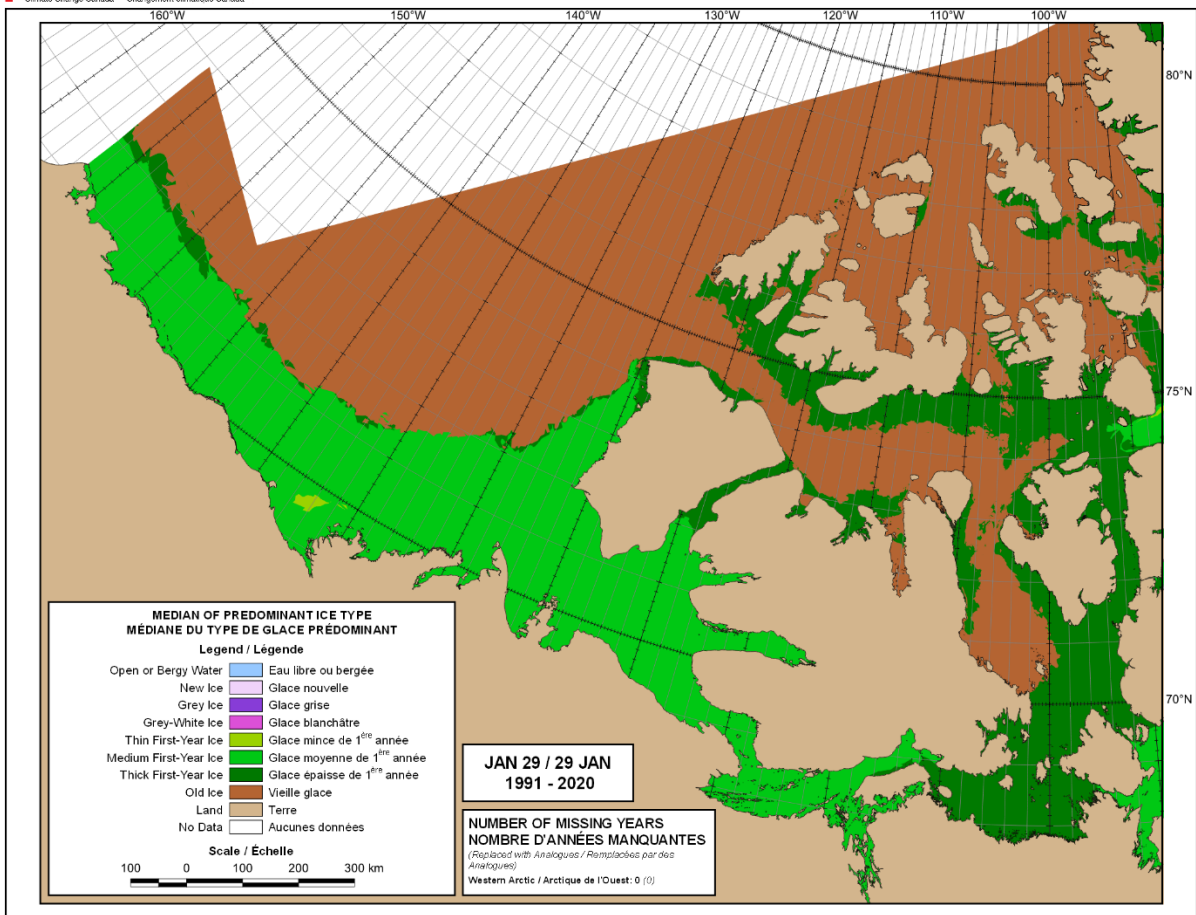 Climate Change Canada Changement climatique Canada
160°W 150°W 140°W 130°W 120°W 110°W 100°W
80°N
75°N
70°N
MEDIAN OF PREDOMINANT ICE TYPE
MÉDIANE DU TYPE DE GLACE PRÉDOMINANT
Legend / Légende
Open or Bergy Water Eau libre ou bergée
New Ice Glace nouvelle
Grey Ice Glace grise
Grey-White Ice Glace blanchâtre
Thin First-Year Ice Glace mince de 1ère année
Medium First-Year Ice Glace moyenne de 1ère année
Thick First-Year Ice Glace épaisse de 1ère année
Old Ice Vieille glace
Land Terre
No Data Aucunes données
Scale / Échelle
100 0 100 200 300 km
JAN 29 / 29 JAN
1991 - 2020
NUMBER OF MISSING YEARS
NOMBRE D'ANNÉES MANQUANTES
(Replaced with Analogues / Remplacées par des
Analogues)
Western Arctic / Arctique de l'Ouest: 0 (0)